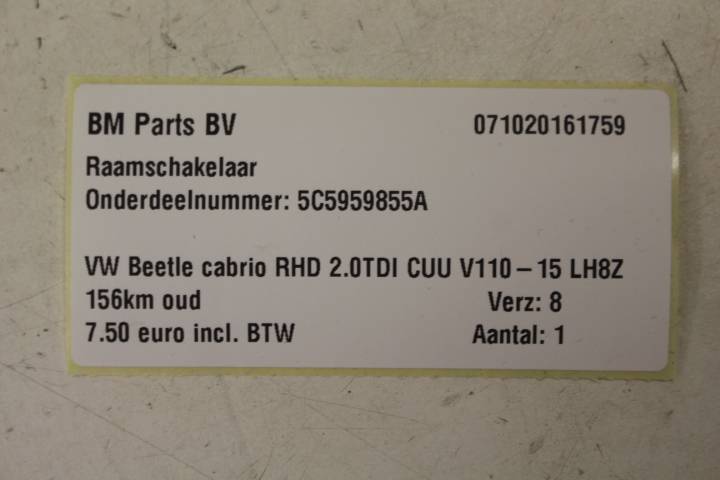 BM Parts BV 071020161759
Raamschakelaar
Onderdeelnummer: 5C5959855A
VW Beetle cabrio RHD 2.0TDI CUU V110 – 15 LH8Z
156km oud Verz: 8
7.50 euro incl. BTW Aantal: 1